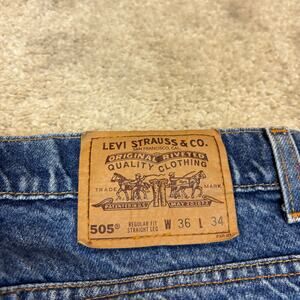 LEVI STRAUSS & CO.
SAN FRANCISCO, CAL.
ORIGINAL RIVETED
QUALITY CLOTHING
TRADE MARK
PATENTED IN U.S. MAY 20 1873
505® REGULAR FIT STRAIGHT LEG W 36 L 34